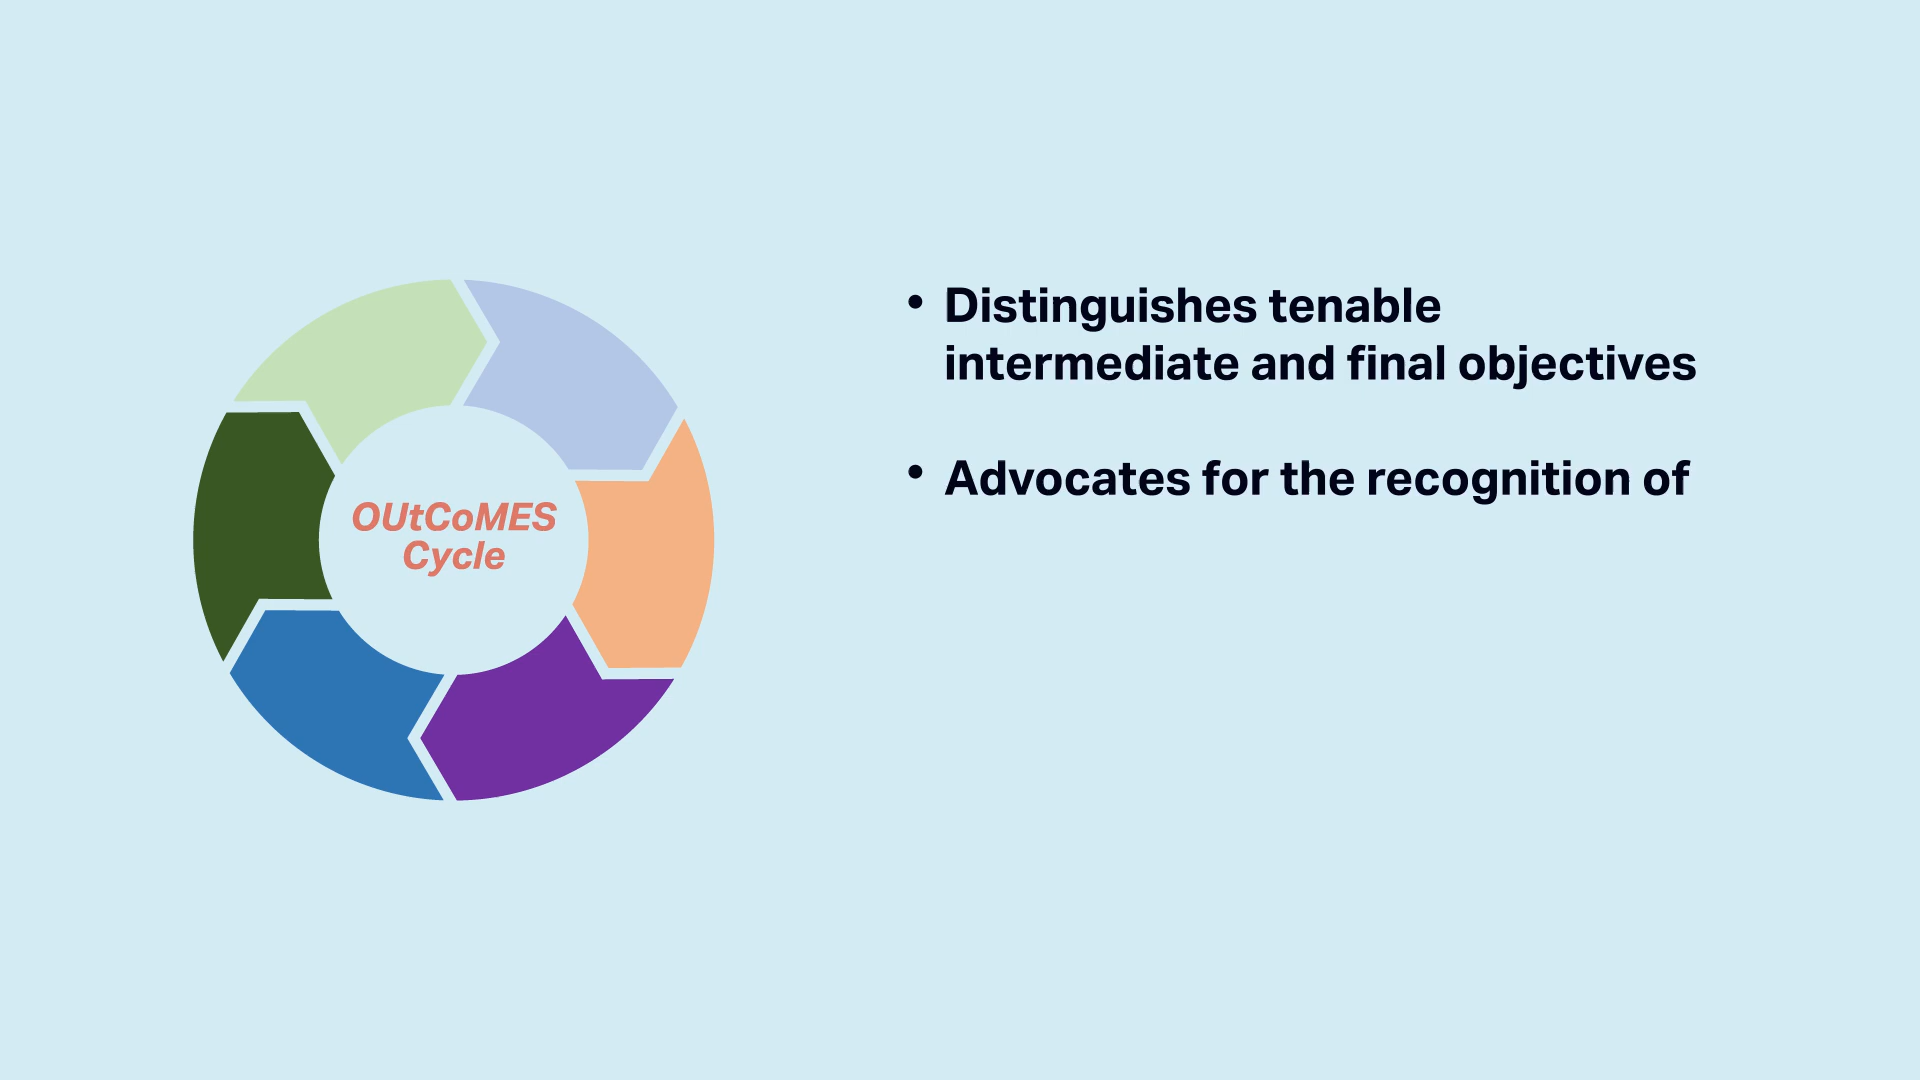 OUtCoMES
Cycle
• Distinguishes tenable
intermediate and final objectives
• Advocates for the recognition of